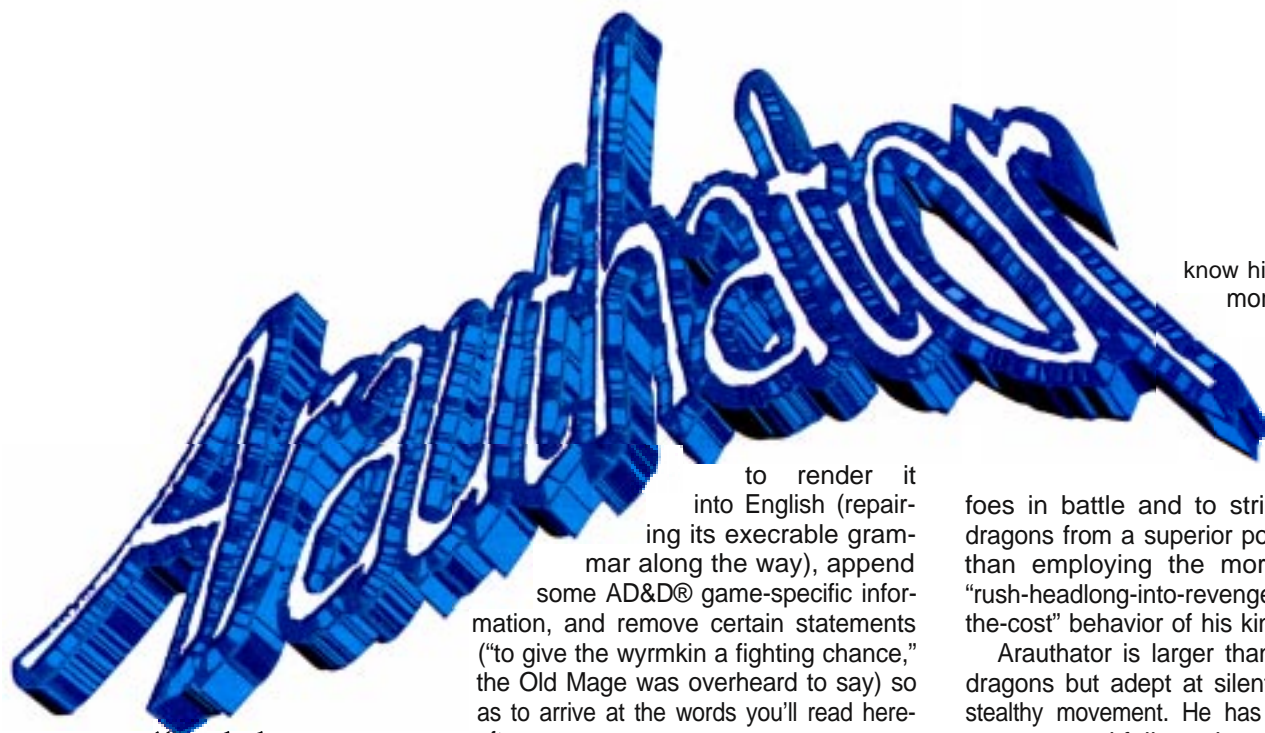 Arauthator
know hi
mor
to render it
into English (repair-
ing its execrable gram-
mar along the way), append
some AD&D® game-specific infor-
mation, and remove certain statements
(“to give the wyrmkin a fighting chance,”
the Old Mage was overheard to say) so
as to arrive at the words you’ll read here-
foes in battle and to stri
dragons from a superior po
than employing the mor
“rush-headlong-into-revenge
the-cost” behavior of his kin
Arauthator is larger than
dragons but adept at silent
stealthy movement. He has